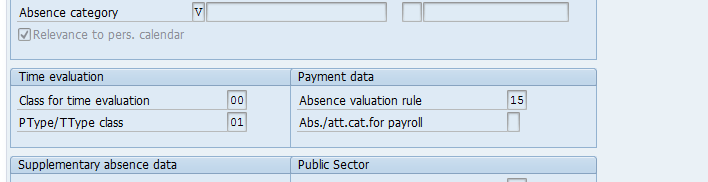 Absence category V
Relevance to pers. calendar
Time evaluation Payment data
Class for time evaluation 00 Absence valuation rule 15
PType/TType class 01 Abs./att.cat.for payroll
Supplementary absence data Public Sector